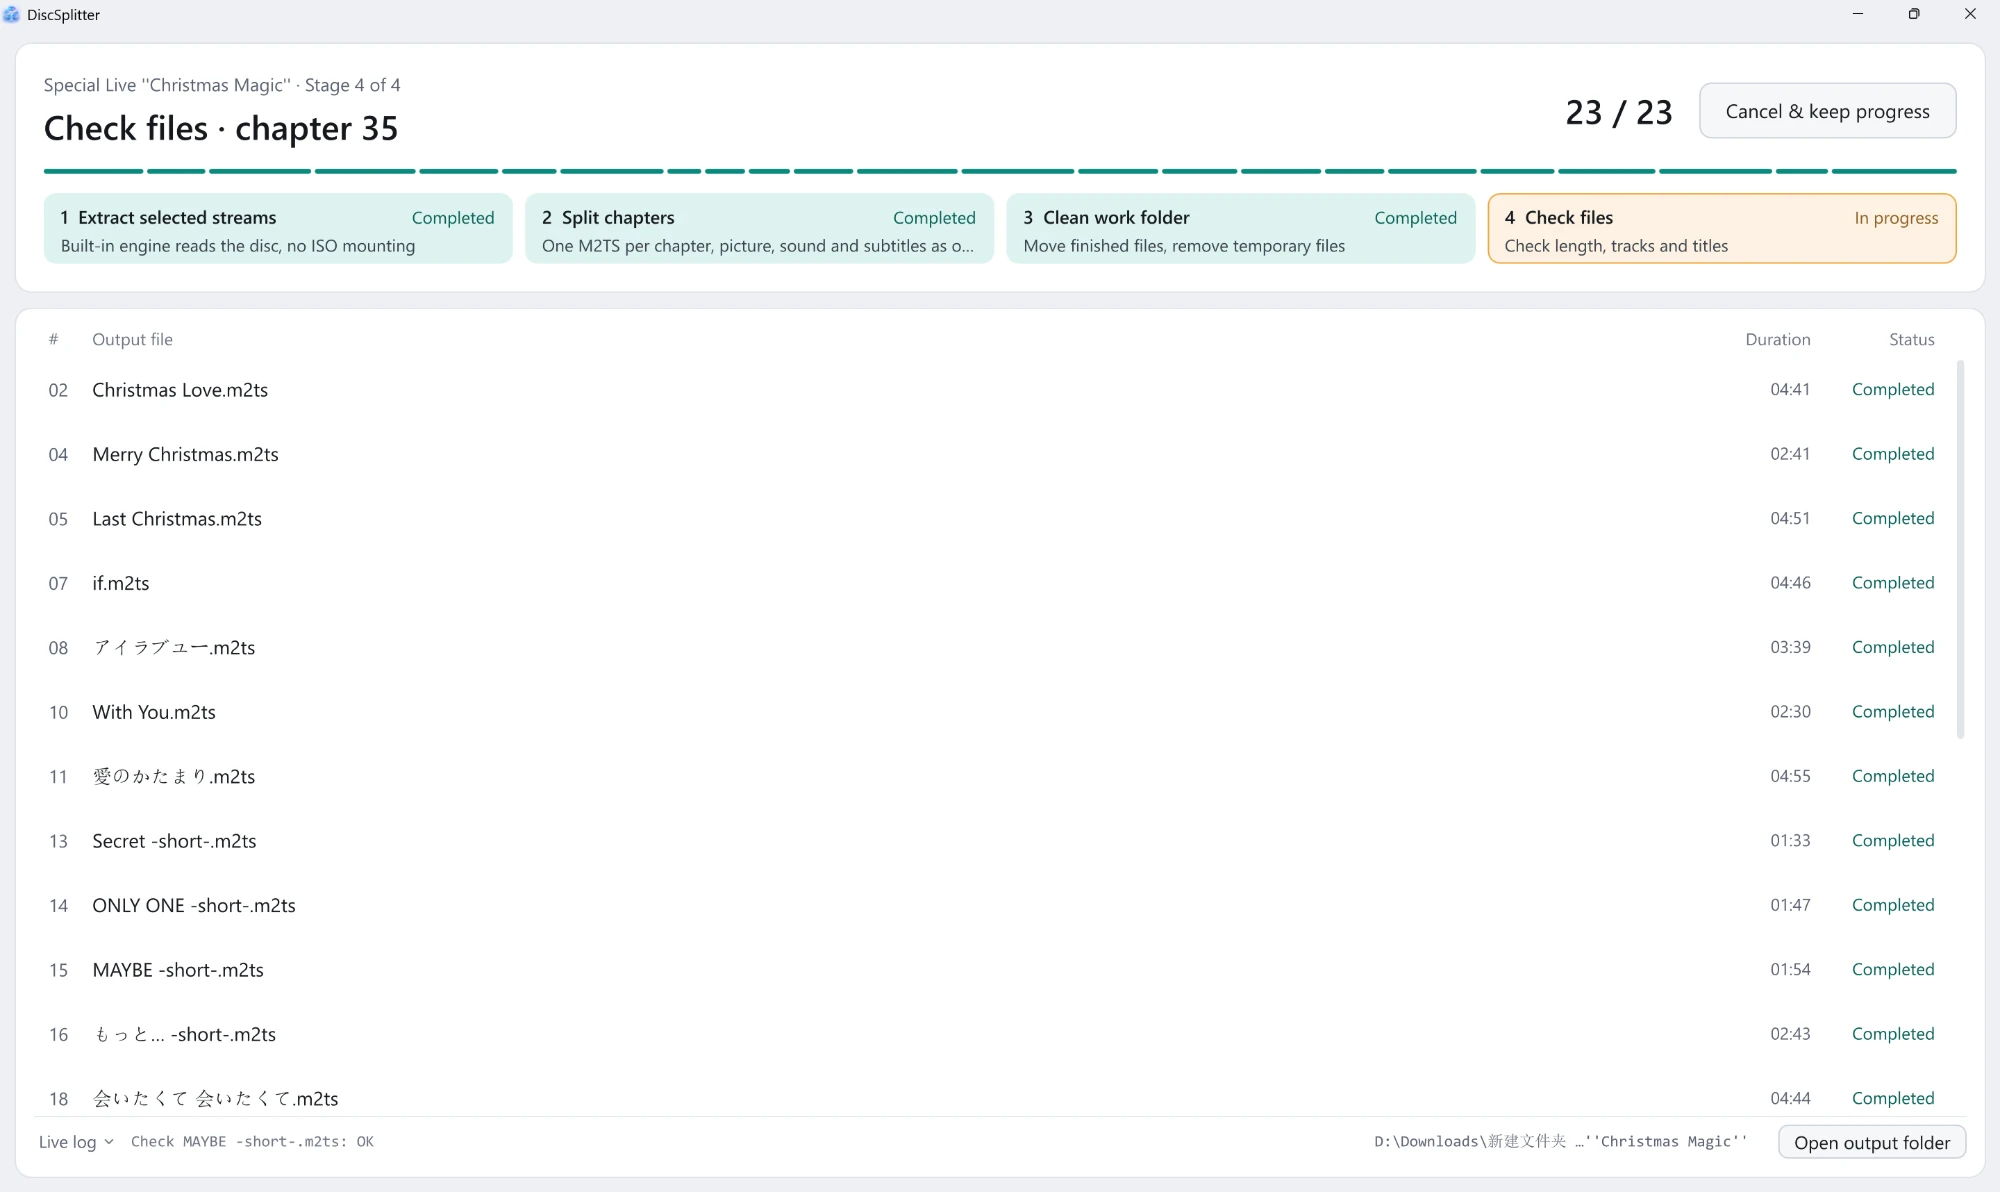 DiscSplitter
Special Live ''Christmas Magic'' · Stage 4 of 4
Check files · chapter 35
23 / 23
Cancel & keep progress
1 Extract selected streams Completed
Built-in engine reads the disc, no ISO mounting
2 Split chapters Completed
One M2TS per chapter, picture, sound and subtitles as o...
3 Clean work folder Completed
Move finished files, remove temporary files
4 Check files In progress
Check length, tracks and titles
# Output file Duration Status
02 Christmas Love.m2ts 04:41 Completed
04 Merry Christmas.m2ts 02:41 Completed
05 Last Christmas.m2ts 04:51 Completed
07 if.m2ts 04:46 Completed
08 アイラブユー.m2ts 03:39 Completed
10 With You.m2ts 02:30 Completed
11 愛のかたまり.m2ts 04:55 Completed
13 Secret -short-.m2ts 01:33 Completed
14 ONLY ONE -short-.m2ts 01:47 Completed
15 MAYBE -short-.m2ts 01:54 Completed
16 もっと... -short-.m2ts 02:43 Completed
18 会いたくて 会いたくて.m2ts 04:44 Completed
Live log Check MAYBE -short-.m2ts: OK
D:\Downloads\新建文件夹 …''Christmas Magic''
Open output folder